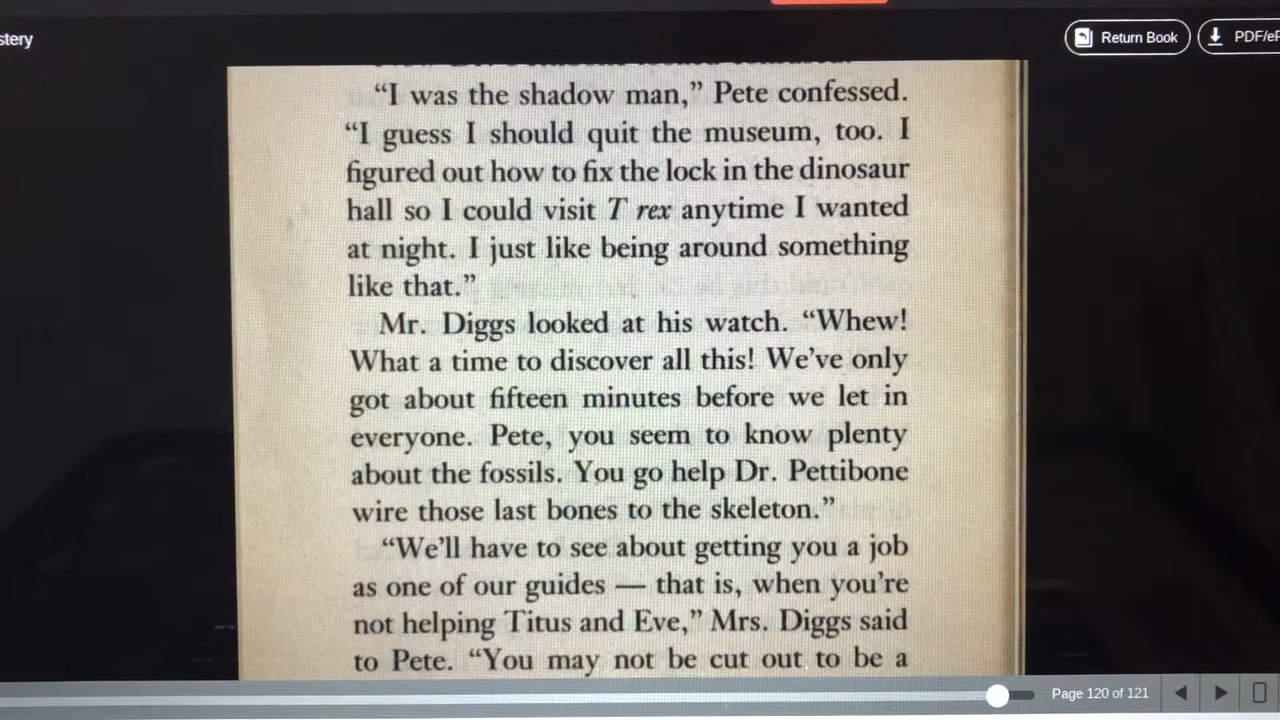 stery
Return Book
PDF/eP
“I was the shadow man,” Pete confessed.
“I guess I should quit the museum, too. I
figured out how to fix the lock in the dinosaur
hall so I could visit T rex anytime I wanted
at night. I just like being around something
like that.”
Mr. Diggs looked at his watch. “Whew!
What a time to discover all this! We’ve only
got about fifteen minutes before we let in
everyone. Pete, you seem to know plenty
about the fossils. You go help Dr. Pettibone
wire those last bones to the skeleton.”
“We’ll have to see about getting you a job
as one of our guides — that is, when you’re
not helping Titus and Eve,” Mrs. Diggs said
to Pete. “You may not be cut out to be a
Page 120 of 121